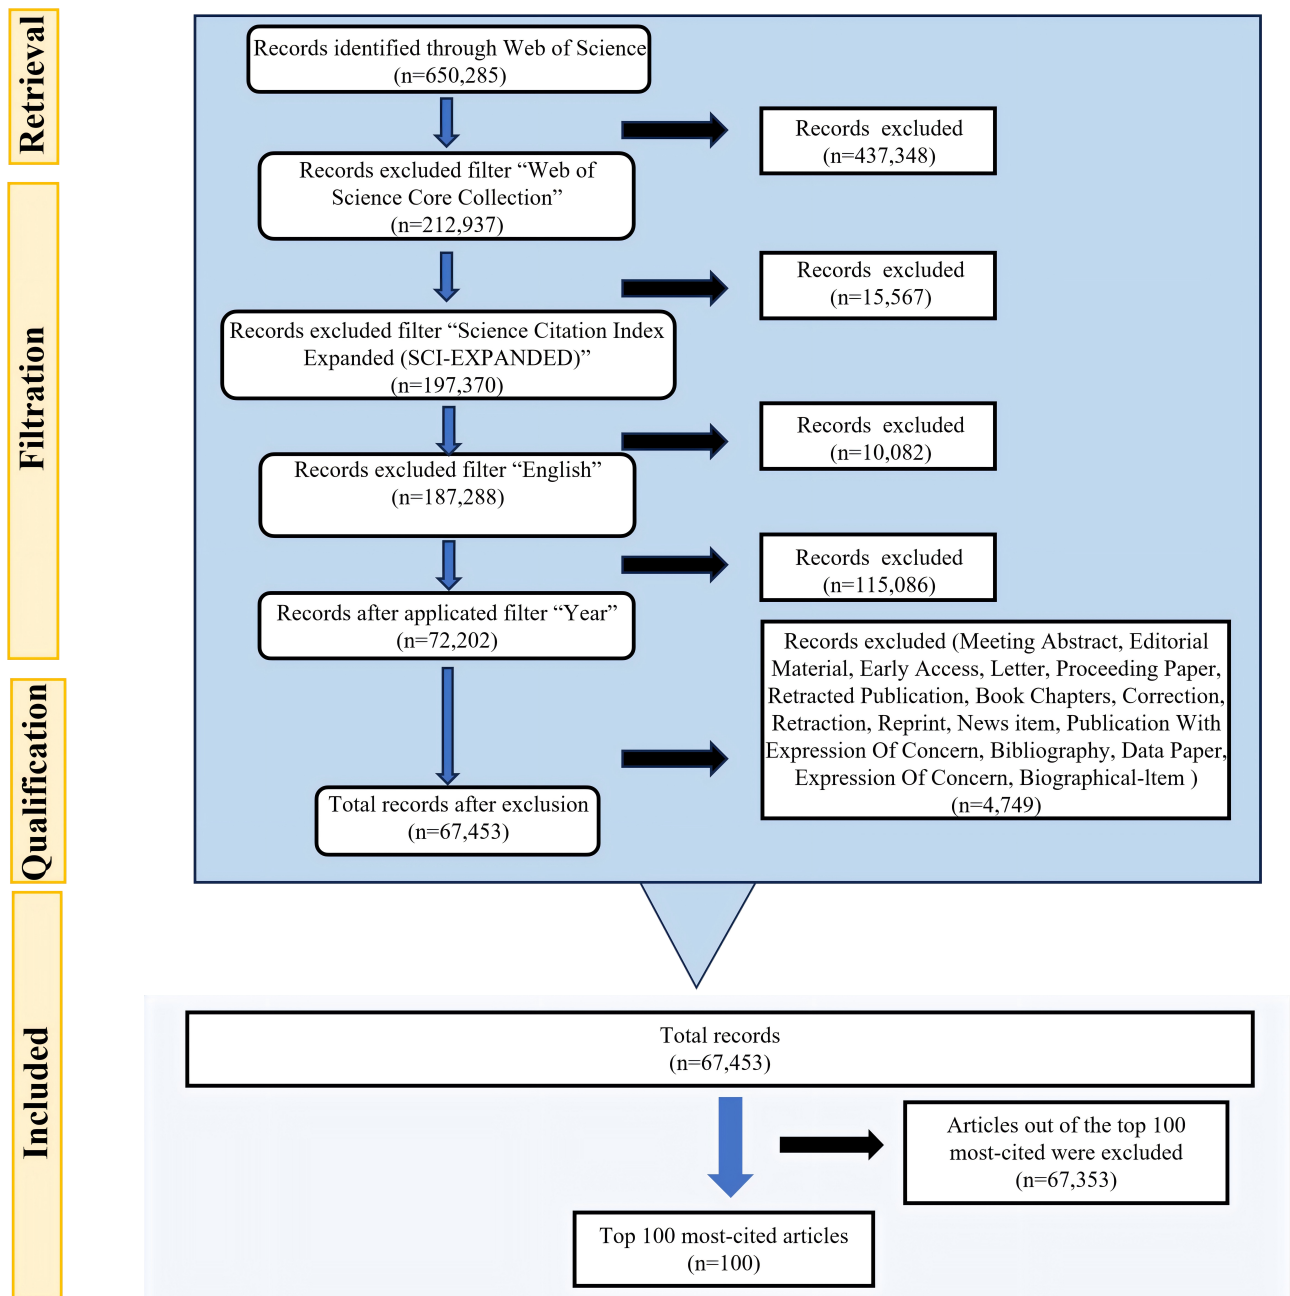 Retrieval
Records identified through Web of Science
(n=650,285)
Records excluded
(n=437,348)
Filtration
Records excluded filter “Web of
Science Core Collection”
(n=212,937)
Records excluded
(n=15,567)
Records excluded filter “Science Citation Index
Expanded (SCI-EXPANDED)”
(n=197,370)
Records excluded
(n=10,082)
Records excluded filter “English”
(n=187,288)
Records excluded
(n=115,086)
Records after applicated filter “Year”
(n=72,202)
Qualification
Records excluded (Meeting Abstract, Editorial
Material, Early Access, Letter, Proceeding Paper,
Retracted Publication, Book Chapters, Correction,
Retraction, Reprint, News item, Publication With
Expression Of Concern, Bibliography, Data Paper,
Expression Of Concern, Biographical-ltem )
(n=4,749)
Total records after exclusion
(n=67,453)
Included
Total records
(n=67,453)
Articles out of the top 100
most-cited were excluded
(n=67,353)
Top 100 most-cited articles
(n=100)